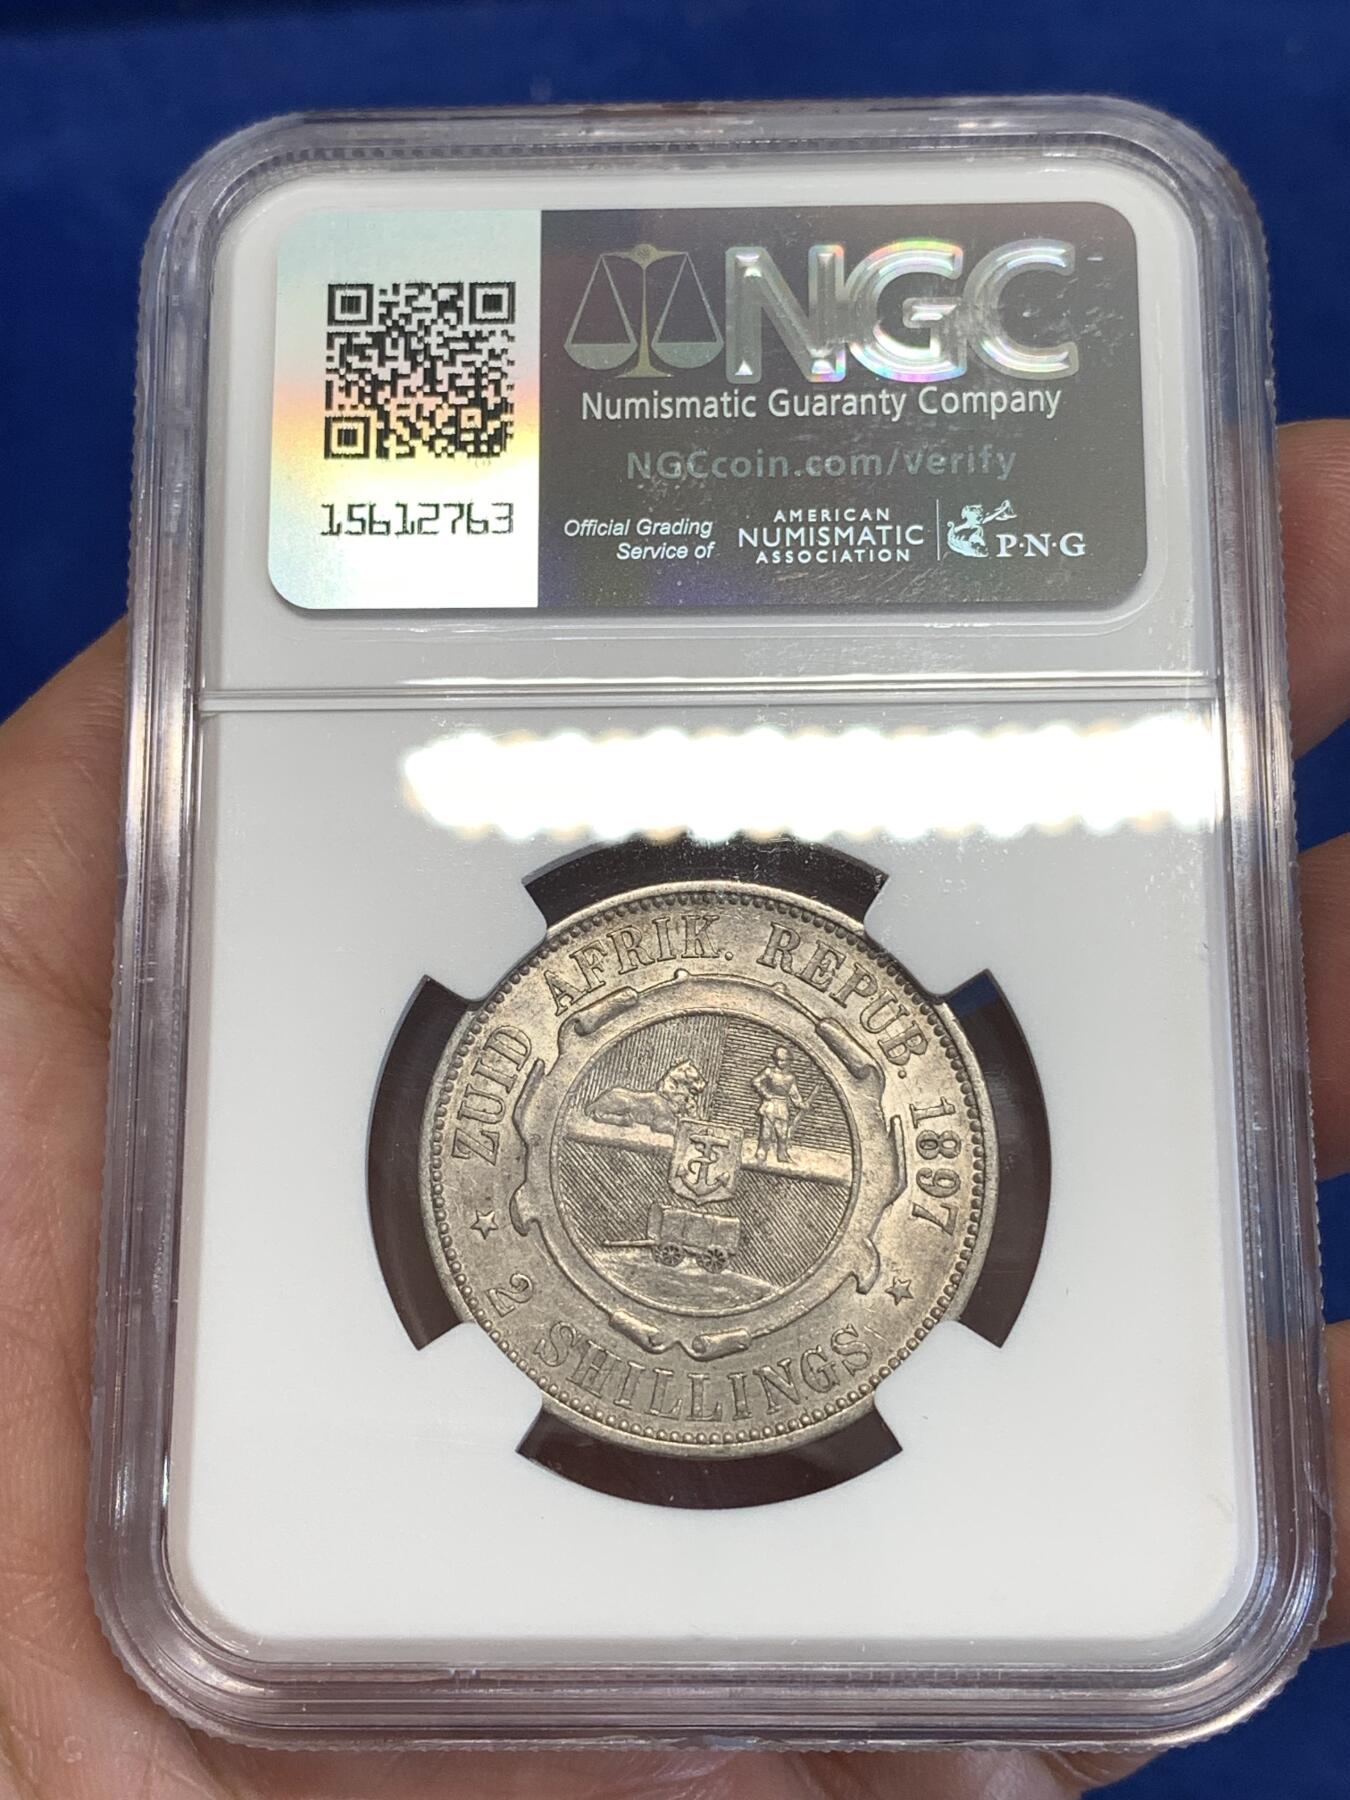 NGC
Numismatic Guaranty Company
NGCcoin.com/verify
15612763
Official Grading
Service of
AMERICAN
NUMISMATIC
ASSOCIATION
P·N·G
ZUID AFRIK. REPUB. 1897
2 SHILLINGS